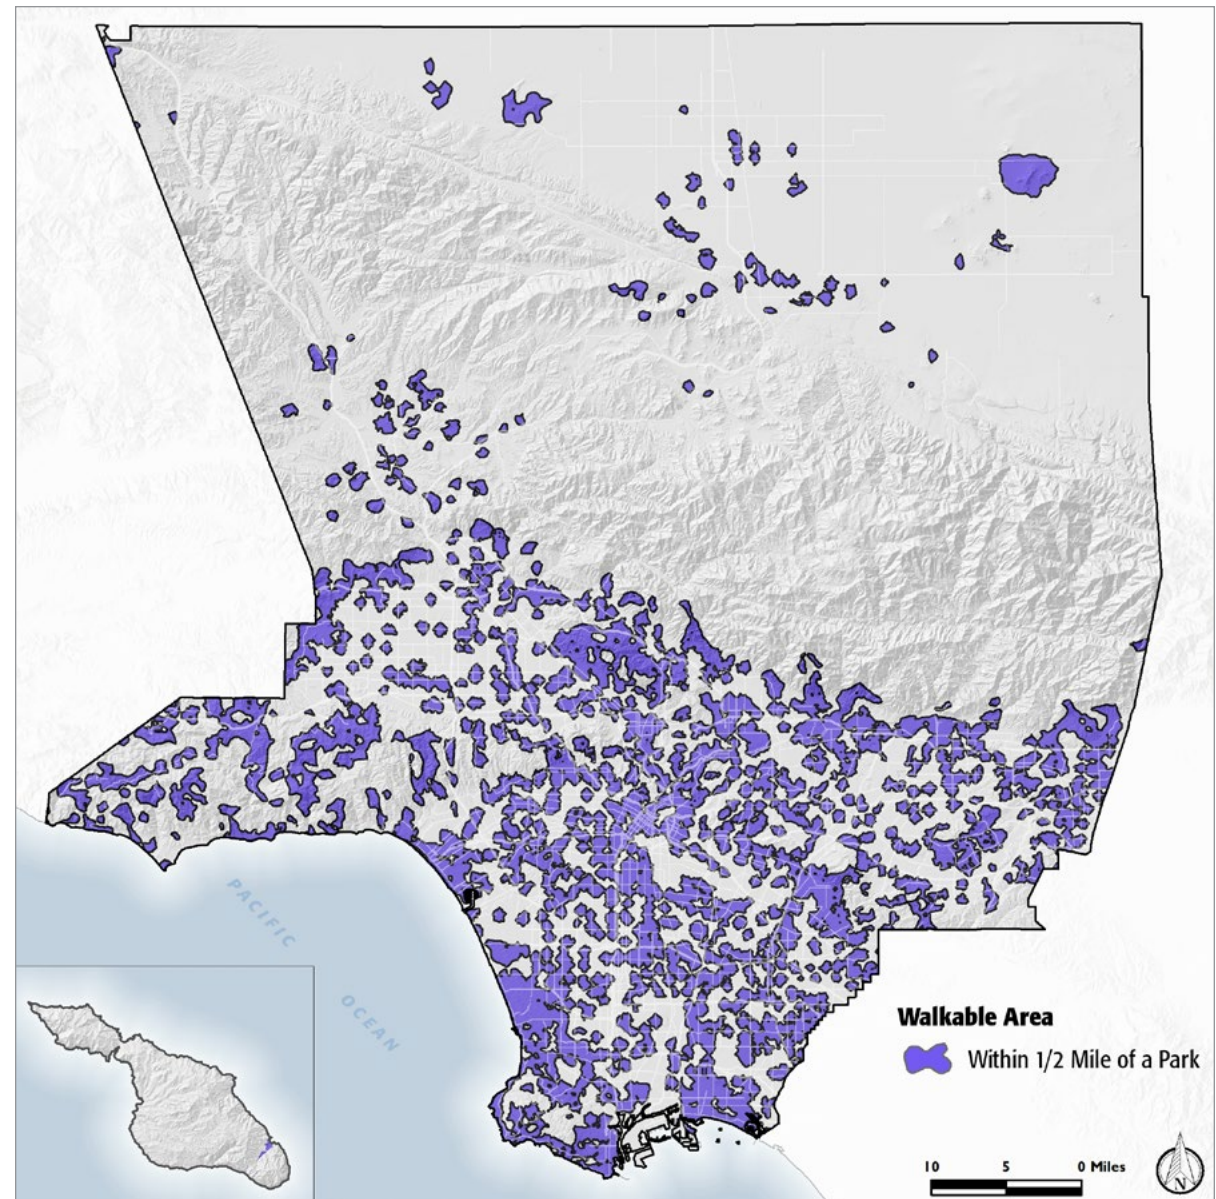 PACIFIC
OCEAN
Walkable Area
Within 1/2 Mile of a Park
10 5 0 Miles
N